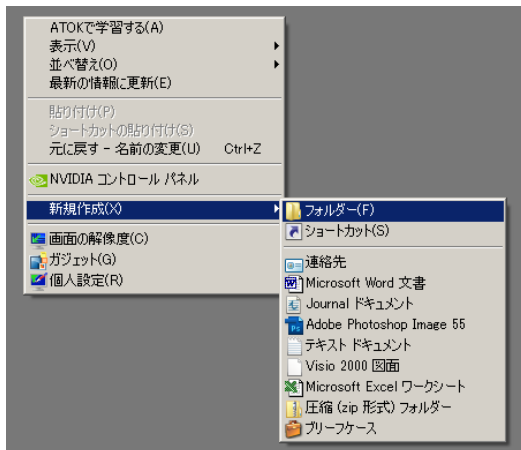 ATOKで学習する(A)
表示(V)
並べ替え(O)
最新の情報に更新(E)
貼り付け(P)
ショートカットの貼り付け(S)
元に戻す - 名前の変更(U) Ctrl+Z
NVIDIA コントロール パネル
新規作成(X)
画面の解像度(C)
ガジェット(G)
個人設定(R)
フォルダー(F)
ショートカット(S)
連絡先
Microsoft Word 文書
Journal ドキュメント
Adobe Photoshop Image 55
テキスト ドキュメント
Visio 2000 図面
Microsoft Excel ワークシート
圧縮 (zip 形式) フォルダー
ブリーフケース